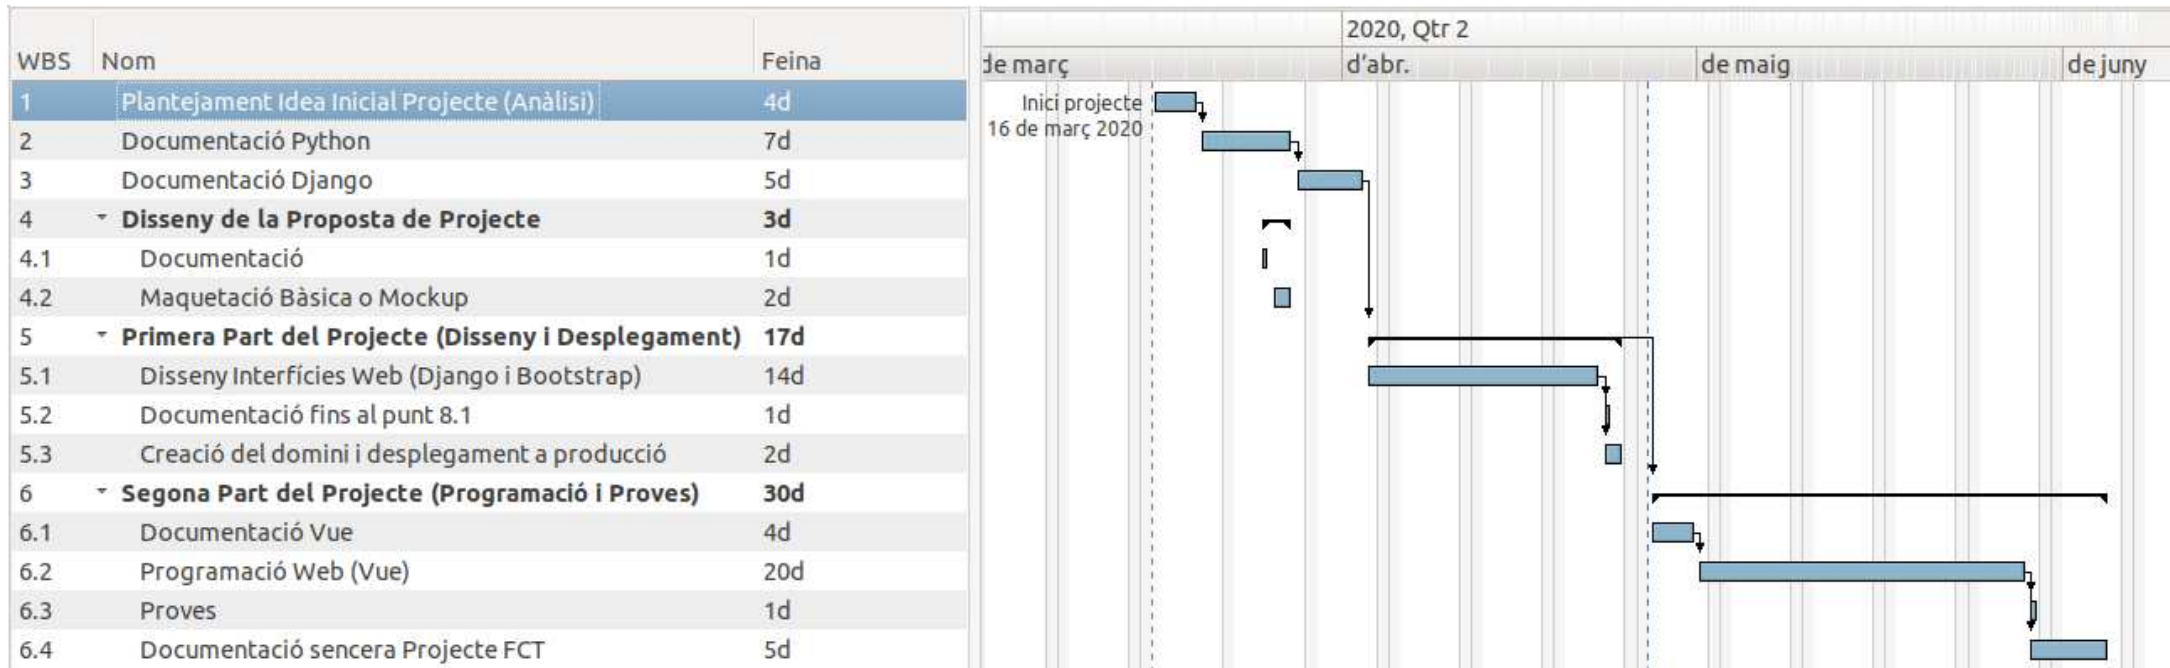 2020, Qtr 2
WBS Nom Feina de març d'abr. de maig de juny
1 Plantejament Idea Inicial Projecte (Anàlisi) 4d
Inici projecte
16 de març 2020
2 Documentació Python 7d
3 Documentació Django 5d
4 Disseny de la Proposta de Projecte 3d
4.1 Documentació 1d
4.2 Maquetació Bàsica o Mockup 2d
5 Primera Part del Projecte (Disseny i Desplegament) 17d
5.1 Disseny Interfícies Web (Django i Bootstrap) 14d
5.2 Documentació fins al punt 8.1 1d
5.3 Creació del domini i desplegament a producció 2d
6 Segona Part del Projecte (Programació i Proves) 30d
6.1 Documentació Vue 4d
6.2 Programació Web (Vue) 20d
6.3 Proves 1d
6.4 Documentació sencera Projecte FCT 5d